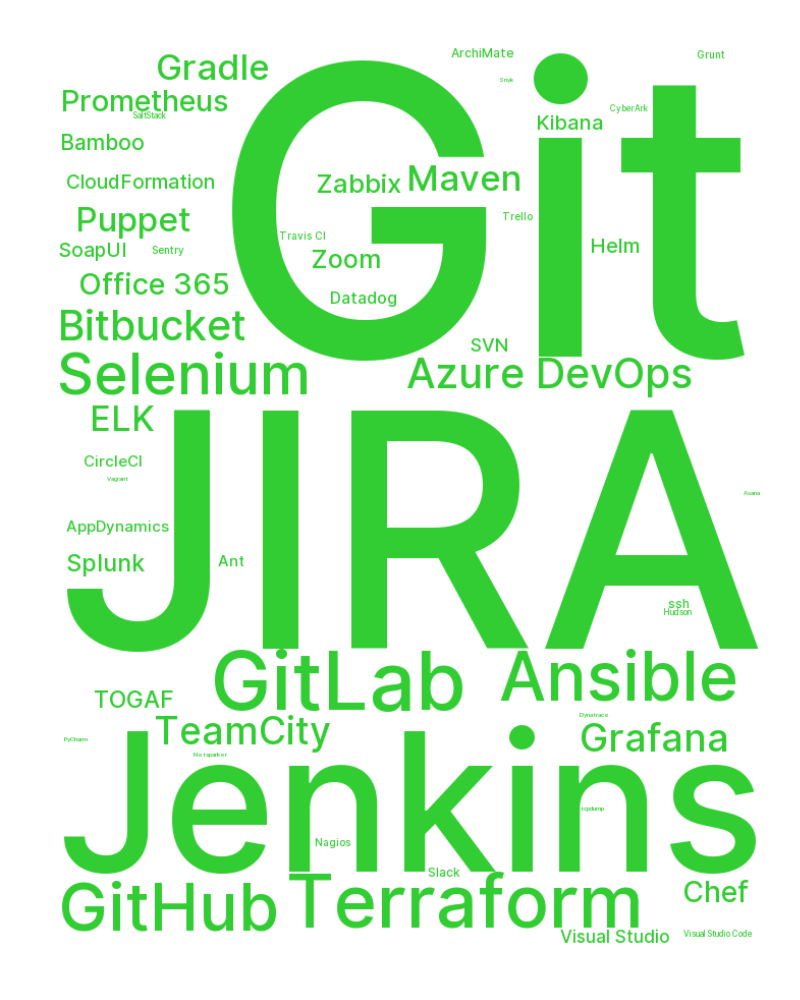 ArchiMate
Grunt
Gradle
Git
Snyk
Prometheus
CyberArk
SaltStack
Kibana
Bamboo
Maven
CloudFormation
Zabbix
Puppet
Trello
Travis CI
SoapUI
Sentry
Helm
Zoom
Office 365
Datadog
Bitbucket
SVN
Selenium
Azure DevOps
ELK
JIRA
CircleCI
Vagrant
Asana
AppDynamics
Splunk
Ant
ssh
Hudson
GitLab
Ansible
TOGAF
Dynatrace
TeamCity
Grafana
PyCharm
Netsparker
Jenkins
tcpdump
Nagios
Slack
GitHub
Terraform
Chef
Visual Studio
Visual Studio Code